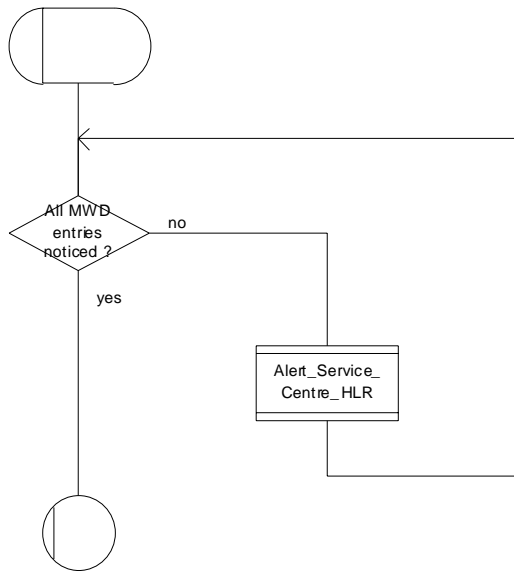 All MWD
entries
noticed ?
no
yes
Alert_Service_
Centre_HLR